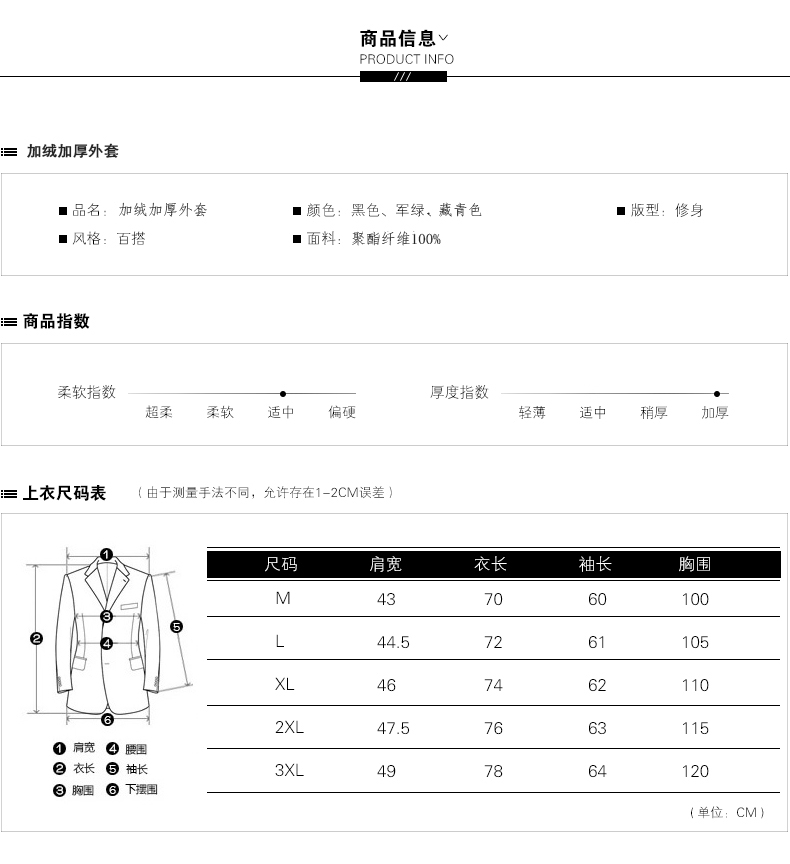 商品信息
PRODUCT INFO
///
加绒加厚外套
品名：加绒加厚外套 颜色：黑色、军绿、藏青色 版型：修身
风格：百搭 面料：聚酯纤维100%
商品指数
柔软指数 超柔 柔软 适中 偏硬
厚度指数 轻薄 适中 稍厚 加厚
上衣尺码表 （由于测量手法不同，允许存在1-2CM误差）
1
2
3
4
5
6
1 肩宽 4 腰围
2 衣长 5 袖长
3 胸围 6 下摆围
尺码 肩宽 衣长 袖长 胸围
M 43 70 60 100
L 44.5 72 61 105
XL 46 74 62 110
2XL 47.5 76 63 115
3XL 49 78 64 120
（单位：CM）